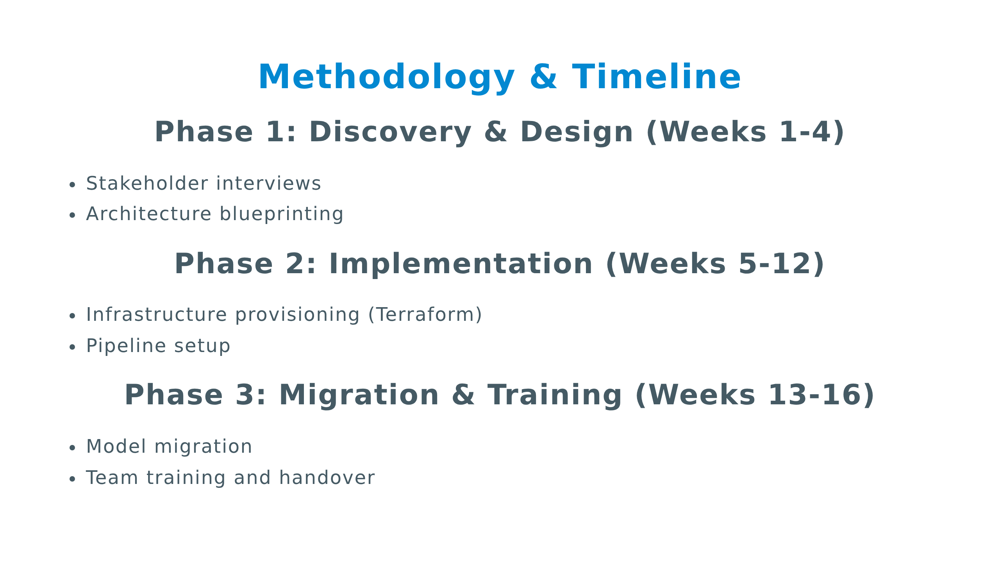 Methodology & Timeline
Phase 1: Discovery & Design (Weeks 1-4)
• Stakeholder interviews
• Architecture blueprinting
Phase 2: Implementation (Weeks 5-12)
• Infrastructure provisioning (Terraform)
• Pipeline setup
Phase 3: Migration & Training (Weeks 13-16)
• Model migration
• Team training and handover